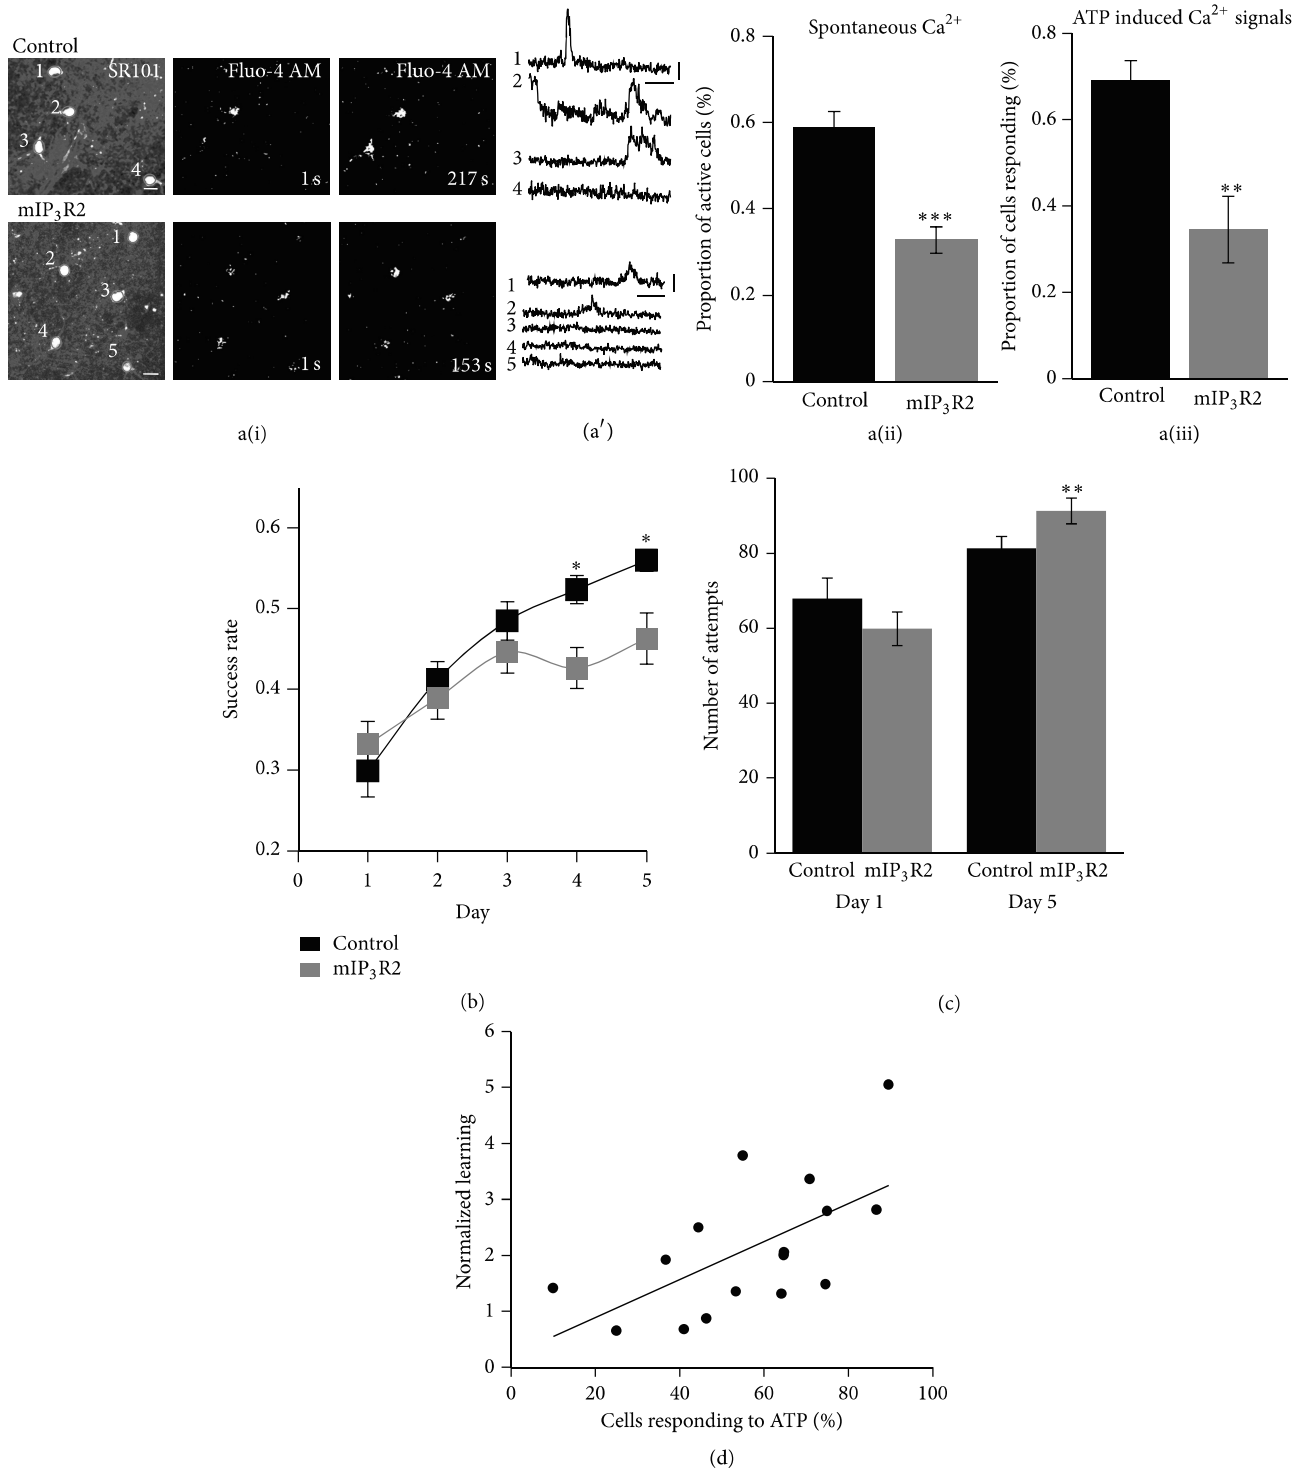 Control
SR101
Fluo-4 AM
Fluo-4 AM
1
2
3
4
1 s
217 s
mIP₃R2
1
2
3
4
5
1 s
153 s
a(i)
1
2
3
4
1
2
3
4
5
(a′)
Spontaneous Ca²⁺
Proportion of active cells (%)
0.8
0.6
0.4
0.2
0
***
Control
mIP₃R2
a(ii)
ATP induced Ca²⁺ signals
Proportion of cells responding (%)
0.8
0.6
0.4
0.2
0
**
Control
mIP₃R2
a(iii)
Success rate
0.6
0.5
0.4
0.3
0.2
*
*
0 1 2 3 4 5
Day
Control
mIP₃R2
(b)
Number of attempts
100
80
60
40
20
0
**
Control mIP₃R2 Control mIP₃R2
Day 1 Day 5
(c)
Normalized learning
6
5
4
3
2
1
0
0 20 40 60 80 100
Cells responding to ATP (%)
(d)